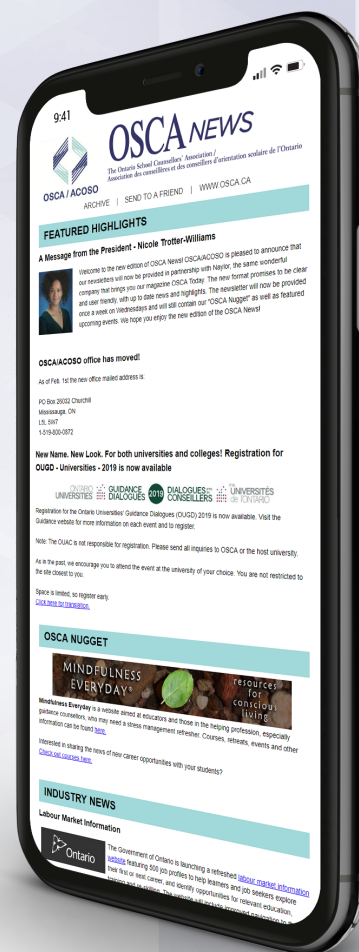 9:41
OSCA NEWS
The Ontario School Counsellors' Association /
Association des conseillères et des conseillers d'orientation scolaire de l'Ontario
OSCA / ACOSO
ARCHIVE | SEND TO A FRIEND | WWW.OSCA.CA
FEATURED HIGHLIGHTS
A Message from the President - Nicole Trotter-Williams
Welcome to the new edition of OSCA News! OSCA/ACOSO is pleased to announce that
our newsletters will now be provided in partnership with Naylor, the same wonderful
company that brings you our magazine OSCA Today. The new format promises to be clear
and user friendly, with up to date news and highlights. The newsletter will now be provided
once a week on Wednesdays and will still contain our "OSCA Nugget" as well as featured
upcoming events. We hope you enjoy the new edition of the OSCA News!
OSCA/ACOSO office has moved!
As of Feb. 1st the new office mailed address is:
PO Box 26032 Churchill
Mississauga, ON
L5L 5W7
1-519-800-0872
New Name. New Look. For both universities and colleges! Registration for
OUGD - Universities - 2019 is now available
ONTARIO UNIVERSITIES GUIDANCE DIALOGUES 2019 DIALOGUES DES CONSEILLERS UNIVERSITÉS de l'ONTARIO
Registration for the Ontario Universities' Guidance Dialogues (OUGD) 2019 is now available. Visit the
Guidance website for more information on each event and to register.
Note: The OUAC is not responsible for registration. Please send all inquiries to OSCA or the host university.
As in the past, we encourage you to attend the event at the university of your choice. You are not restricted to
the site closest to you.
Space is limited, so register early.
Click here for translation.
OSCA NUGGET
MINDFULNESS
EVERYDAY®
resources
for
conscious
living
Mindfulness Everyday is a website aimed at educators and those in the helping profession, especially
guidance counsellors, who may need a stress management refresher. Courses, retreats, events and other
information can be found here.
Interested in sharing the news of new career opportunities with your students?
Check out courses here.
INDUSTRY NEWS
Labour Market Information
Ontario
The Government of Ontario is launching a refreshed labour market information
website featuring 500 job profiles to help learners and job seekers explore
their first or next career, and identify opportunities for relevant education,
training and re-skilling. The website will include improved navigation to